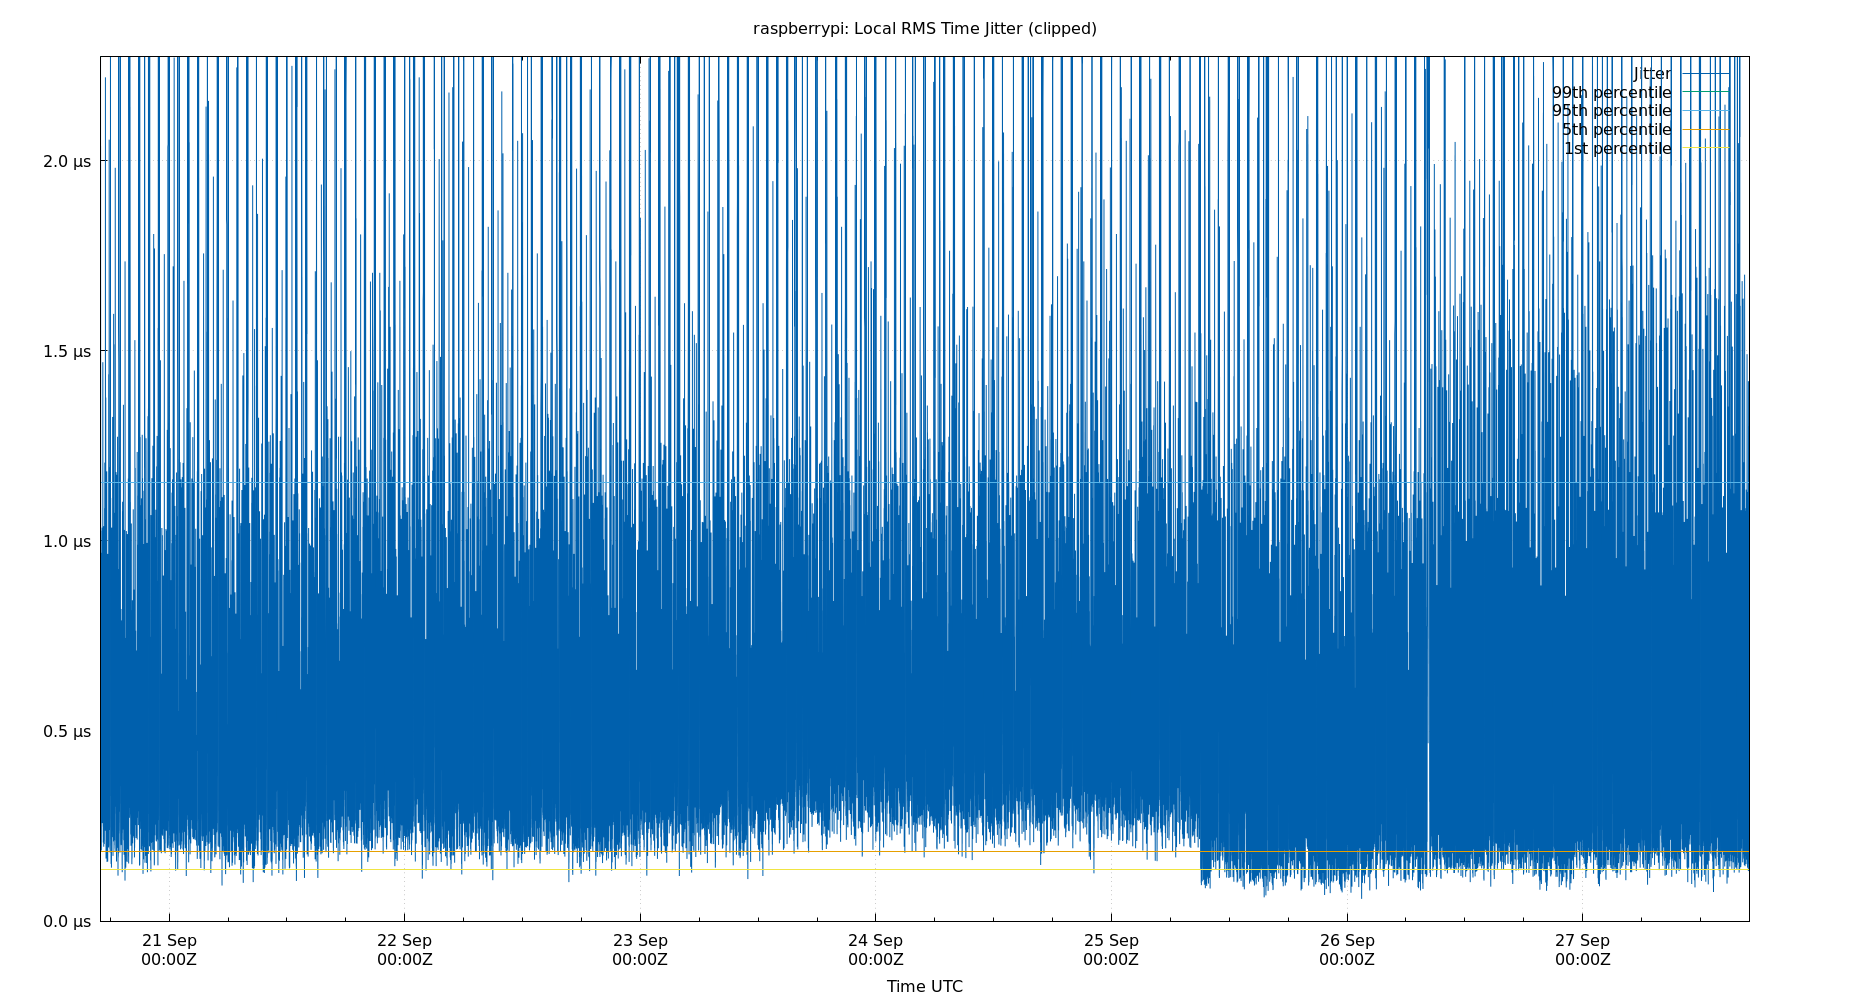 raspberrypi: Local RMS Time Jitter (clipped)
Jitter
99th percentile
95th percentile
5th percentile
1st percentile
2.0 µs
1.5 µs
1.0 µs
0.5 µs
0.0 µs
21 Sep 22 Sep 23 Sep 24 Sep 25 Sep 26 Sep 27 Sep
00:00Z 00:00Z 00:00Z 00:00Z 00:00Z 00:00Z 00:00Z
Time UTC